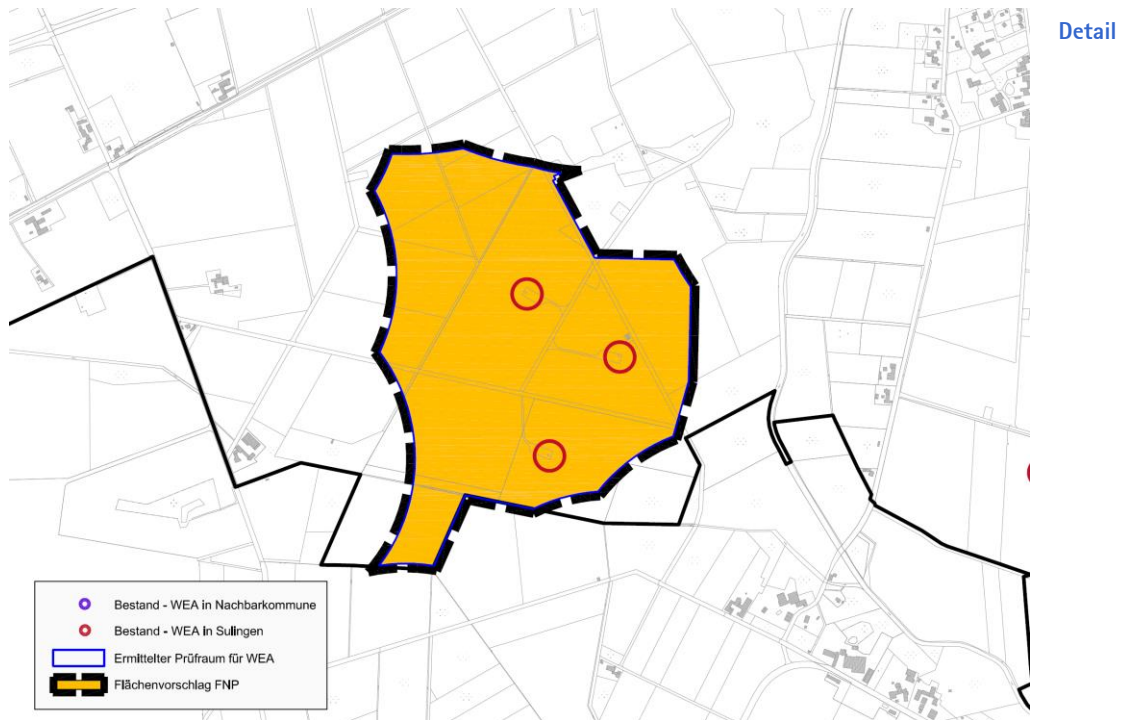 Detail
Bestand - WEA in Nachbarkommune
Bestand - WEA in Sulingen
Ermittelter Prüfraum für WEA
Flächenvorschlag FNP